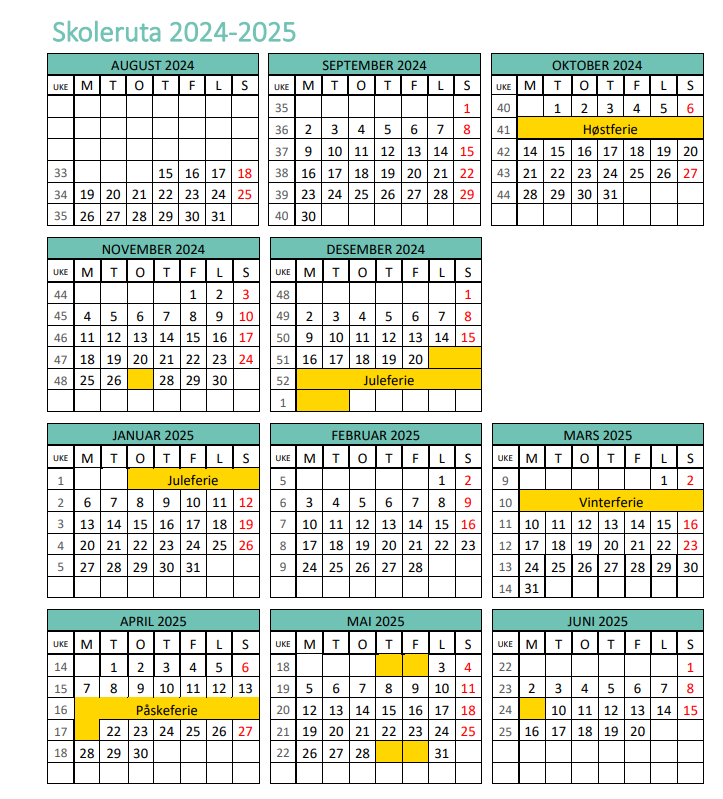 Skoleruta 2024-2025
AUGUST 2024
UKE M T O T F L S
33 15 16 17 18
34 19 20 21 22 23 24 25
35 26 27 28 29 30 31
SEPTEMBER 2024
UKE M T O T F L S
35 1
36 2 3 4 5 6 7 8
37 9 10 11 12 13 14 15
38 16 17 18 19 20 21 22
39 23 24 25 26 27 28 29
40 30
OKTOBER 2024
UKE M T O T F L S
40 1 2 3 4 5 6
41 Høstferie
42 14 15 16 17 18 19 20
43 21 22 23 24 25 26 27
44 28 29 30 31
NOVEMBER 2024
UKE M T O T F L S
44 1 2 3
45 4 5 6 7 8 9 10
46 11 12 13 14 15 16 17
47 18 19 20 21 22 23 24
48 25 26 28 29 30
DESEMBER 2024
UKE M T O T F L S
48 1
49 2 3 4 5 6 7 8
50 9 10 11 12 13 14 15
51 16 17 18 19 20
52 Juleferie
1
JANUAR 2025
UKE M T O T F L S
1 Juleferie
2 6 7 8 9 10 11 12
3 13 14 15 16 17 18 19
4 20 21 22 23 24 25 26
5 27 28 29 30 31
FEBRUAR 2025
UKE M T O T F L S
5 1 2
6 3 4 5 6 7 8 9
7 10 11 12 13 14 15 16
8 17 18 19 20 21 22 23
9 24 25 26 27 28
MARS 2025
UKE M T O T F L S
9 1 2
10 Vinterferie
11 10 11 12 13 14 15 16
12 17 18 19 20 21 22 23
13 24 25 26 27 28 29 30
14 31
APRIL 2025
UKE M T O T F L S
14 1 2 3 4 5 6
15 7 8 9 10 11 12 13
16 Påskeferie
17 22 23 24 25 26 27
18 28 29 30
MAI 2025
UKE M T O T F L S
18 3 4
19 5 6 7 8 9 10 11
20 12 13 14 15 16 17 18
21 19 20 21 22 23 24 25
22 26 27 28 31
JUNI 2025
UKE M T O T F L S
22 1
23 2 3 4 5 6 7 8
24 10 11 12 13 14 15
25 16 17 18 19 20